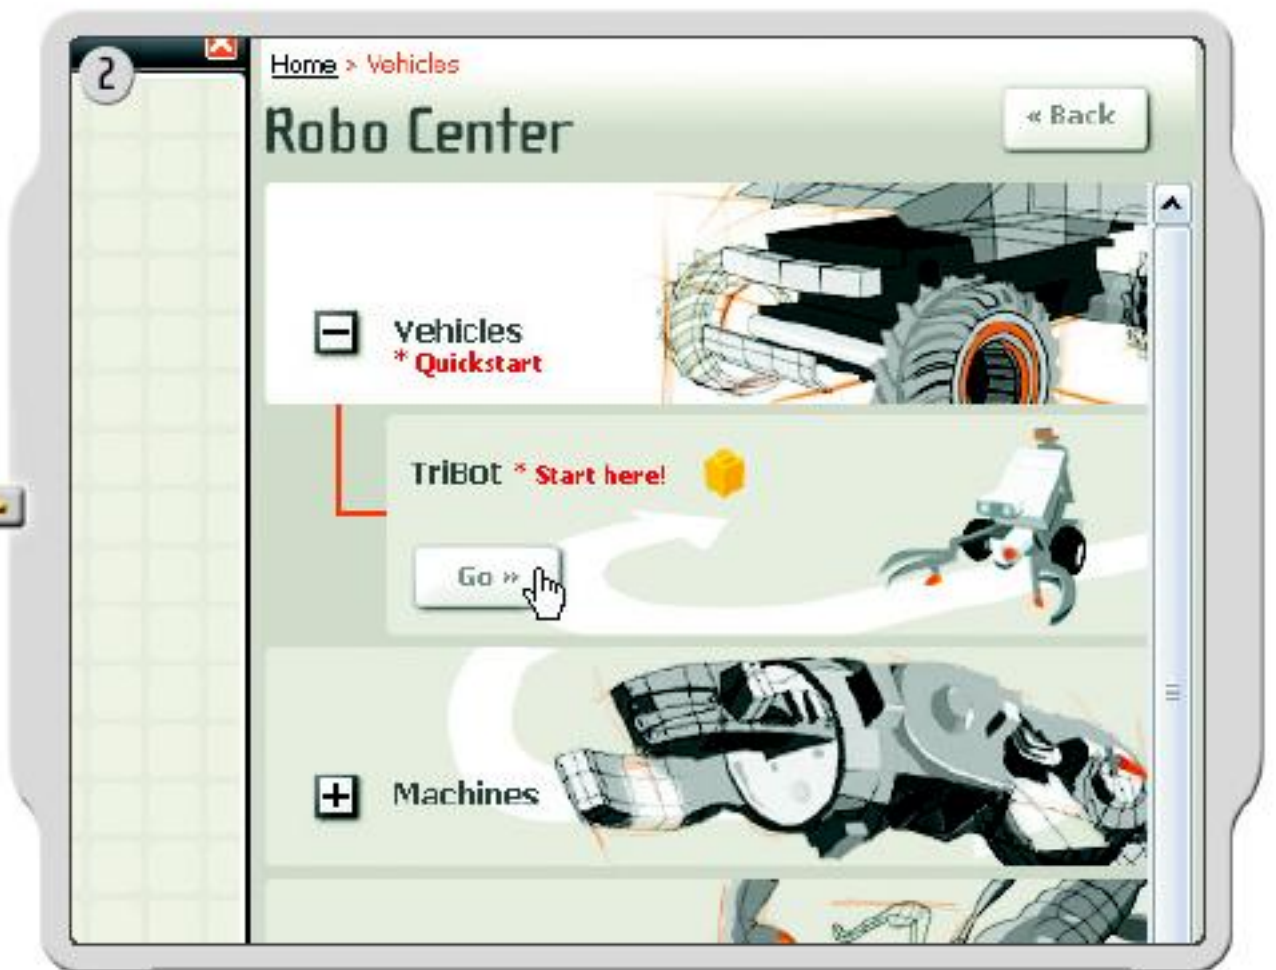 2
Home > Vehicles
Robo Center
« Back
Vehicles
* Quickstart
TriBot * Start here!
Go »
Machines